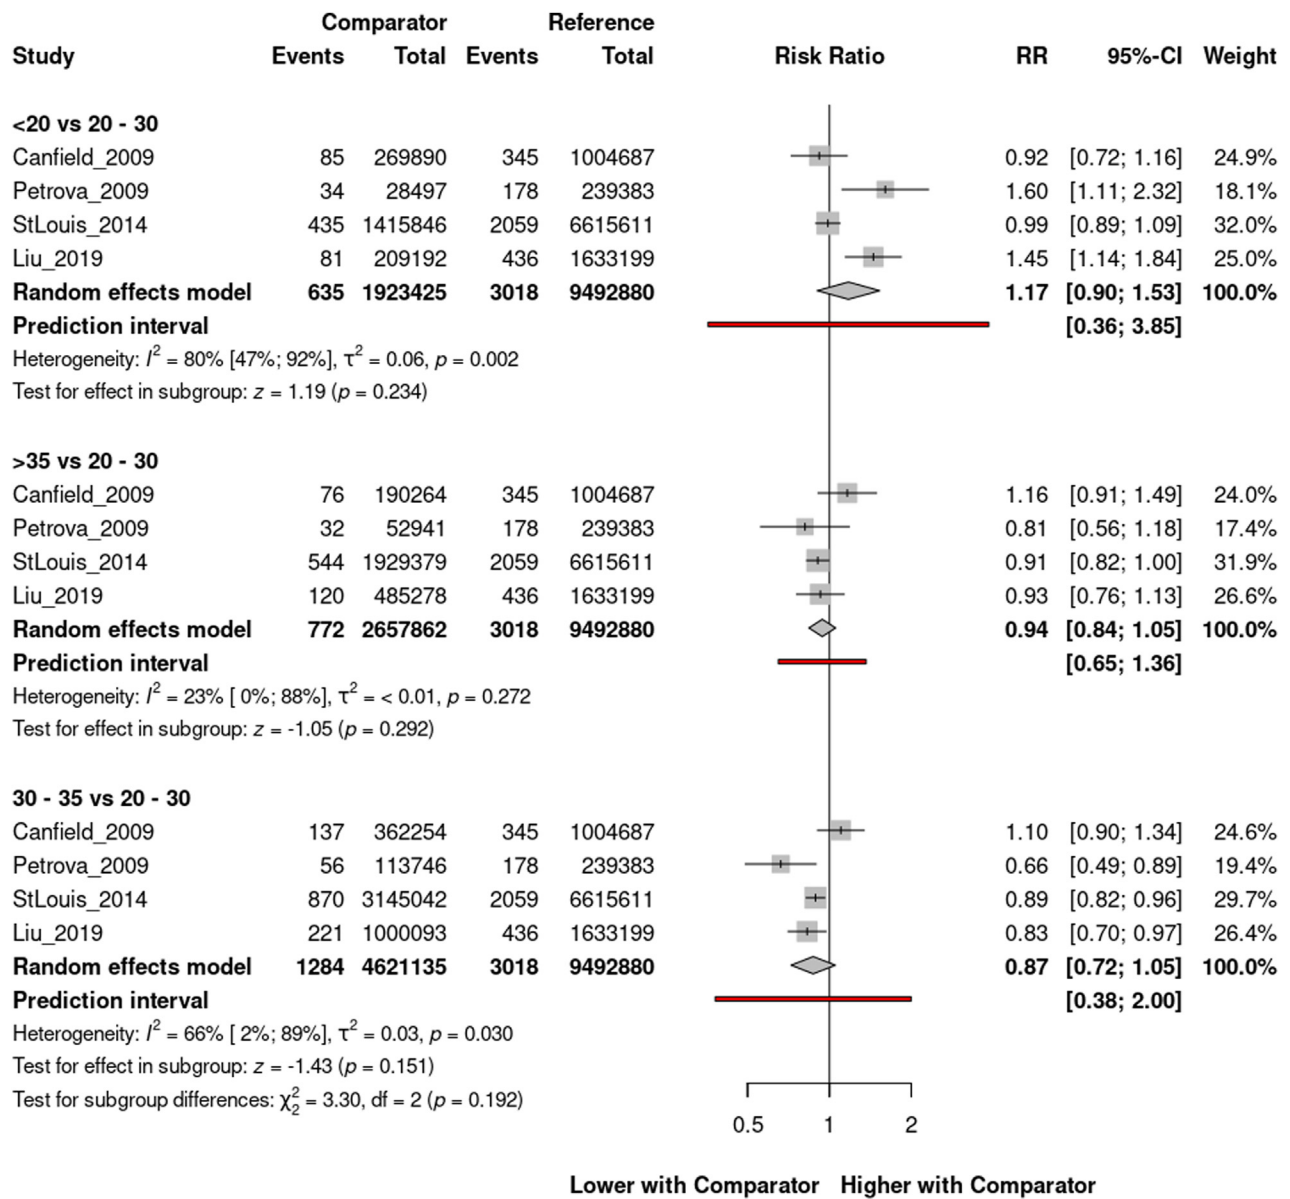 Comparator Reference
Study Events Total Events Total Risk Ratio RR 95%-CI Weight
<20 vs 20 - 30
Canfield_2009 85 269890 345 1004687 0.92 [0.72; 1.16] 24.9%
Petrova_2009 34 28497 178 239383 1.60 [1.11; 2.32] 18.1%
StLouis_2014 435 1415846 2059 6615611 0.99 [0.89; 1.09] 32.0%
Liu_2019 81 209192 436 1633199 1.45 [1.14; 1.84] 25.0%
Random effects model 635 1923425 3018 9492880 1.17 [0.90; 1.53] 100.0%
Prediction interval [0.36; 3.85]
Heterogeneity: I² = 80% [47%; 92%], τ² = 0.06, p = 0.002
Test for effect in subgroup: z = 1.19 (p = 0.234)
>35 vs 20 - 30
Canfield_2009 76 190264 345 1004687 1.16 [0.91; 1.49] 24.0%
Petrova_2009 32 52941 178 239383 0.81 [0.56; 1.18] 17.4%
StLouis_2014 544 1929379 2059 6615611 0.91 [0.82; 1.00] 31.9%
Liu_2019 120 485278 436 1633199 0.93 [0.76; 1.13] 26.6%
Random effects model 772 2657862 3018 9492880 0.94 [0.84; 1.05] 100.0%
Prediction interval [0.65; 1.36]
Heterogeneity: I² = 23% [ 0%; 88%], τ² = < 0.01, p = 0.272
Test for effect in subgroup: z = -1.05 (p = 0.292)
30 - 35 vs 20 - 30
Canfield_2009 137 362254 345 1004687 1.10 [0.90; 1.34] 24.6%
Petrova_2009 56 113746 178 239383 0.66 [0.49; 0.89] 19.4%
StLouis_2014 870 3145042 2059 6615611 0.89 [0.82; 0.96] 29.7%
Liu_2019 221 1000093 436 1633199 0.83 [0.70; 0.97] 26.4%
Random effects model 1284 4621135 3018 9492880 0.87 [0.72; 1.05] 100.0%
Prediction interval [0.38; 2.00]
Heterogeneity: I² = 66% [ 2%; 89%], τ² = 0.03, p = 0.030
Test for effect in subgroup: z = -1.43 (p = 0.151)
Test for subgroup differences: χ²₂ = 3.30, df = 2 (p = 0.192)
0.5 1 2
Lower with Comparator Higher with Comparator